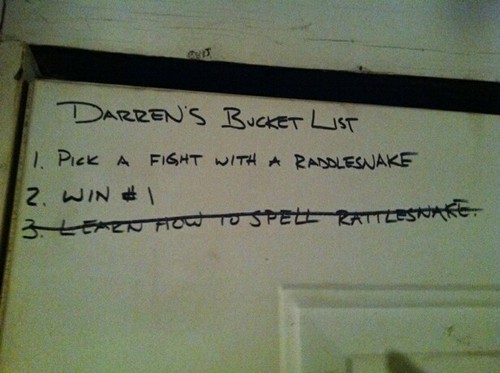 DARREN'S BUCKET LIST
1. PICK A FIGHT WITH A RADDLESNAKE
2. WIN #1
3. LEARN HOW TO SPELL RATTLESNAKE.